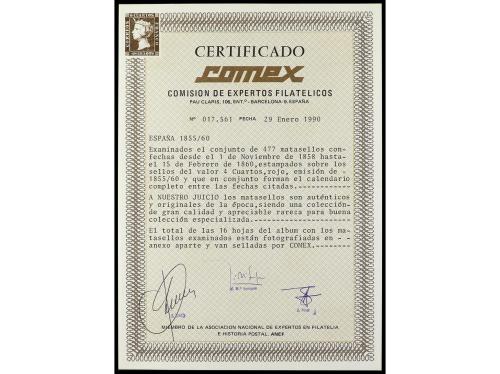 CERTIFICADO
comex
COMISION DE EXPERTOS FILATELICOS
PAU CLARIS, 106, ENT.º - BARCELONA-9. ESPAÑA
Nº 017,561 FECHA 29 Enero 1990
ESPAÑA 1855/60
Examinados el conjunto de 477 matasellos con-
fechas desde el 1 de Noviembre de 1858 hasta-
el 15 de Febrero de 1860, estampados sobre los
sellos del valor 4 Cuartos, rojo, emisión de -
1855/60 y que en conjunto forman el calendario
completo entre las fechas citadas.-------------
A NUESTRO JUICIO los matasellos son auténticos
y originales de la época, siendo una colección-
de gran calidad y apreciable rareza para buena
colección especializada.-----------------------
El total de las 16 hojas del album con los ma-
tasellos examinados están fotografiadas en - -
anexo aparte y van selladas por COMEX.--------
MIEMBRO DE LA ASOCIACION NACIONAL DE EXPERTOS EN FILATELIA
E HISTORIA POSTAL. ANEF.